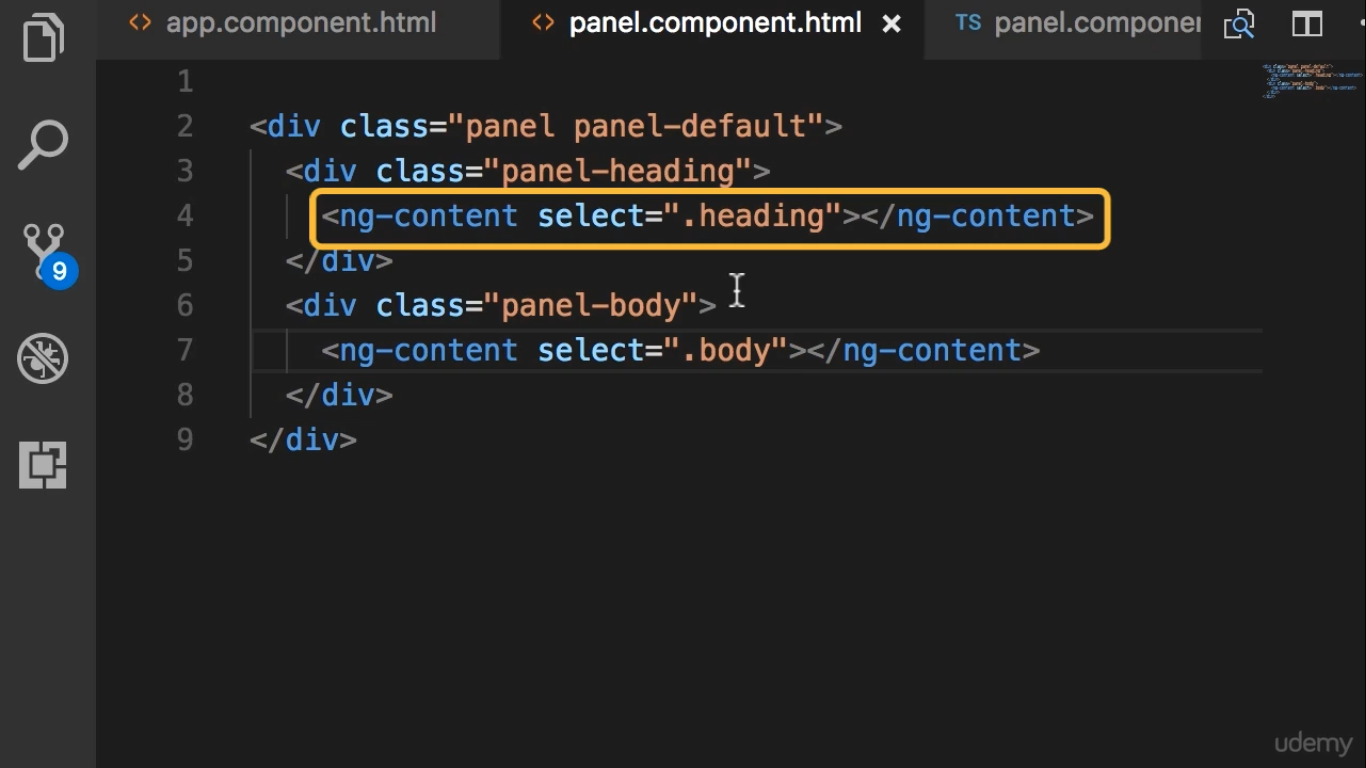 app.component.html
panel.component.html
TS panel.componen
1
2 <div class="panel panel-default">
3 <div class="panel-heading">
4 <ng-content select=".heading"></ng-content>
5 </div>
6 <div class="panel-body">
7 <ng-content select=".body"></ng-content>
8 </div>
9 </div>
9
udemy